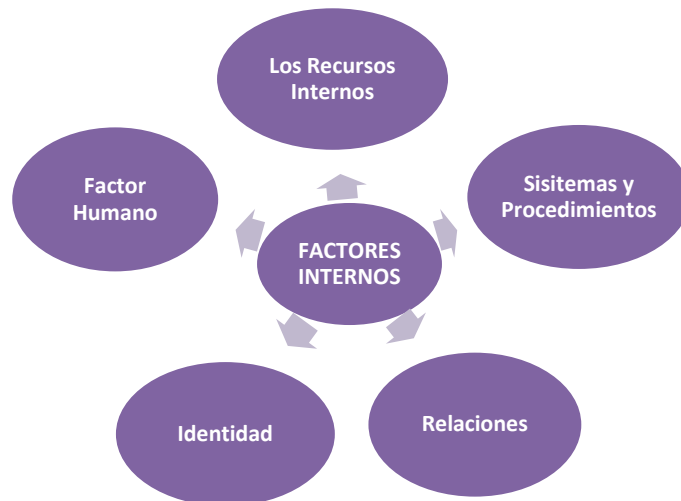 Los Recursos
Internos
Factor
Humano
Sisitemas y
Procedimientos
FACTORES
INTERNOS
Identidad
Relaciones